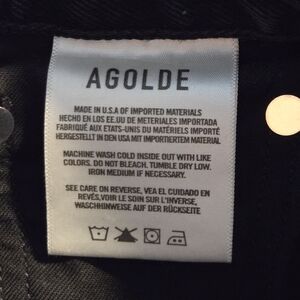 AGOLDE
MADE IN U.S.A OF IMPORTED MATERIALS
HECHO EN LOS EE.UU DE METERIALES IMPORTADA
FABRIQUÉ AUX ETATS-UNIS DU MATÉRIELS IMPORTÉ
HERGESTELLT IN DEN USA MIT IMPORTIERTEM MATERIAL
MACHINE WASH COLD INSIDE OUT WITH LIKE
COLORS. DO NOT BLEACH. TUMBLE DRY LOW.
IRON MEDIUM IF NECESSARY.
SEE CARE ON REVERSE, VEA EL CUIDADO EN
REVÉS, VOIR LE SOIN SUR L'INVERSE,
WASCHHINWEISE AUF DER RÜCKSEITE